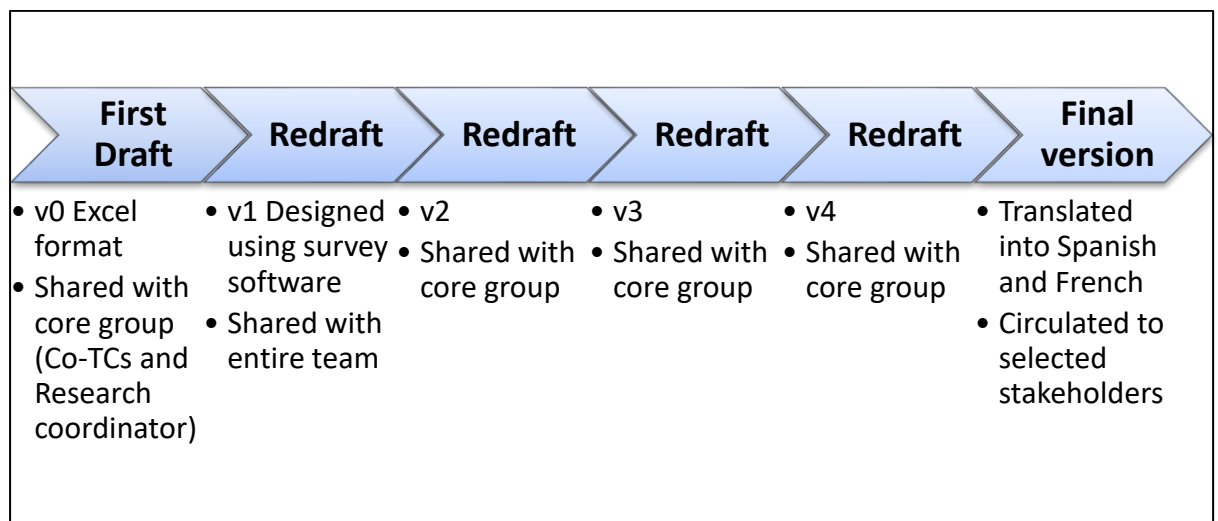 First
Draft
Redraft
Redraft
Redraft
Redraft
Final
version
• v0 Excel
format
• Shared with
core group
(Co-TCs and
Research
coordinator)
• v1 Designed
using survey
software
• Shared with
entire team
• v2
• Shared with
core group
• v3
• Shared with
core group
• v4
• Shared with
core group
• Translated
into Spanish
and French
• Circulated to
selected
stakeholders